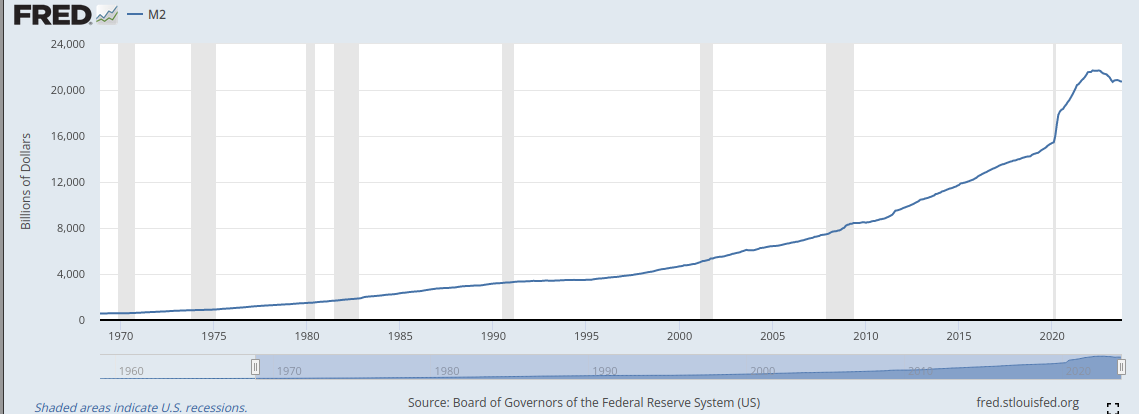 FRED
M2
24,000
20,000
16,000
12,000
8,000
4,000
0
Billions of Dollars
1970 1975 1980 1985 1990 1995 2000 2005 2010 2015 2020
1960 1970 1980 1990 2000 2010 2020
Shaded areas indicate U.S. recessions.
Source: Board of Governors of the Federal Reserve System (US)
fred.stlouisfed.org